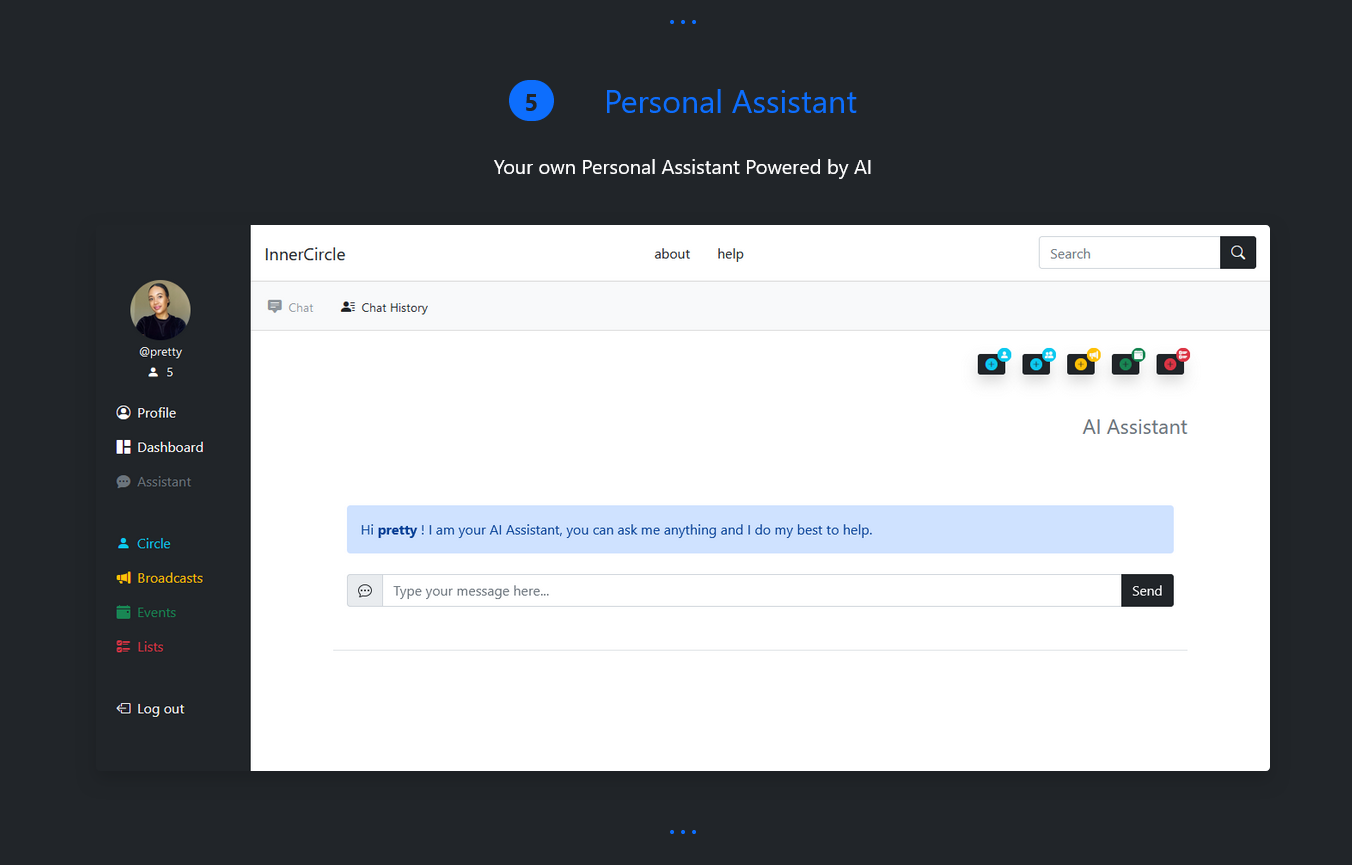 5 Personal Assistant
Your own Personal Assistant Powered by AI
InnerCircle about help Search
Chat Chat History
@pretty
5
Profile
Dashboard
Assistant
Circle
Broadcasts
Events
Lists
Log out
AI Assistant
Hi pretty ! I am your AI Assistant, you can ask me anything and I do my best to help.
Type your message here... Send